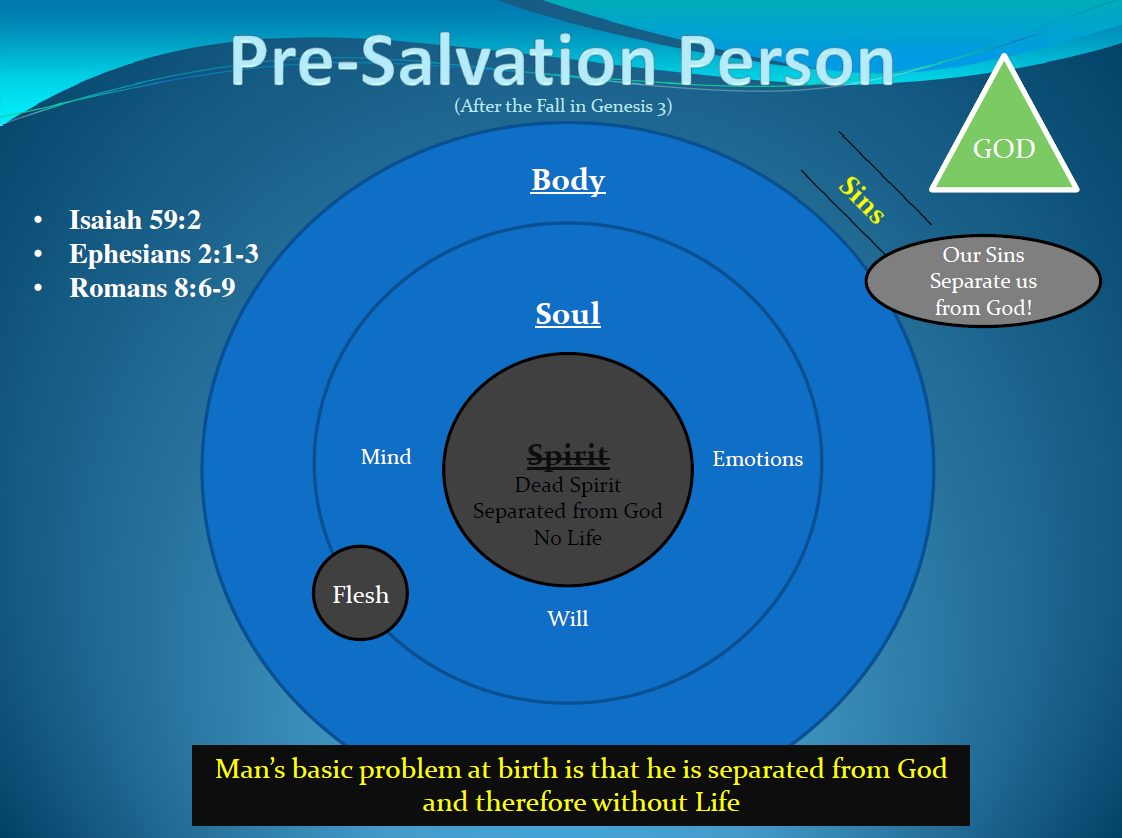 Pre-Salvation Person
(After the Fall in Genesis 3)
GOD
Body
Sins
• Isaiah 59:2
• Ephesians 2:1-3
• Romans 8:6-9
Our Sins
Separate us
from God!
Soul
Mind
Spirit
Dead Spirit
Separated from God
No Life
Emotions
Flesh
Will
Man’s basic problem at birth is that he is separated from God
and therefore without Life